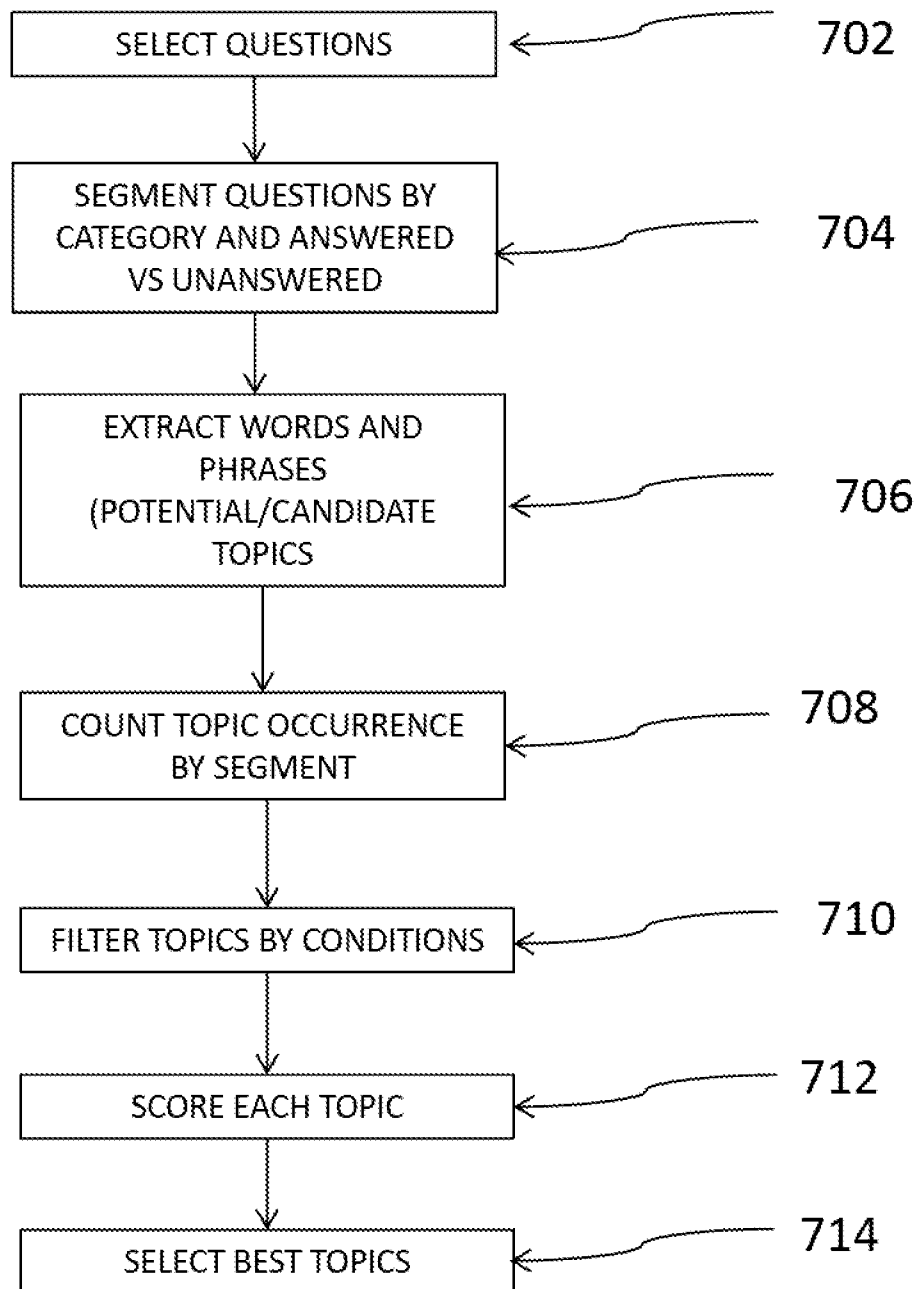 SELECT QUESTIONS
702
SEGMENT QUESTIONS BY
CATEGORY AND ANSWERED
VS UNANSWERED
704
EXTRACT WORDS AND
PHRASES
(POTENTIAL/CANDIDATE
TOPICS
706
COUNT TOPIC OCCURRENCE
BY SEGMENT
708
FILTER TOPICS BY CONDITIONS
710
SCORE EACH TOPIC
712
SELECT BEST TOPICS
714